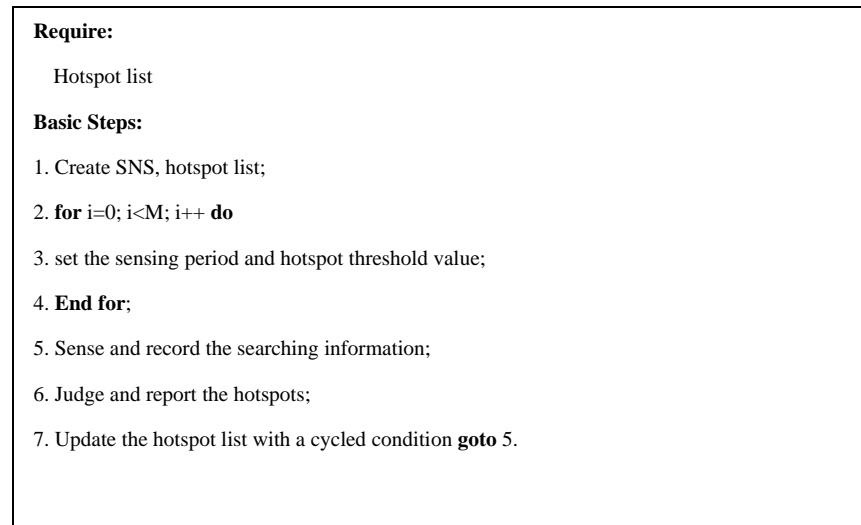 Require:
Hotspot list
Basic Steps:
1. Create SNS, hotspot list;
2. for i=0; i<M; i++ do
3. set the sensing period and hotspot threshold value;
4. End for;
5. Sense and record the searching information;
6. Judge and report the hotspots;
7. Update the hotspot list with a cycled condition goto 5.